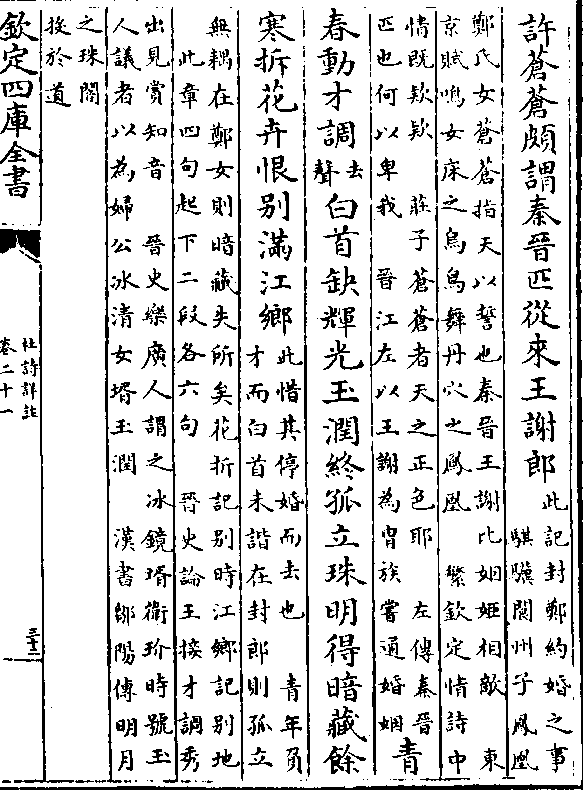 許蒼蒼頗謂秦晉匹從來王謝郎
此記封鄭約婚之事
騏驥閬州子鳳凰
鄭氏女蒼蒼指天以誓也秦晉王謝比姻婭相敵 東
京賦鳴女床之烏烏舞丹穴之鳳凰 繁欽定情詩中
情既款款 莊子蒼蒼者天之正色耶 左傳秦晉
匹也何以卑我 晉江左以王謝為胄族嘗通婚姻
青
春動才調
去聲
白首缺輝光玉潤終孤立珠明得暗藏餘
寒折花卉恨别滿江鄉
此惜其停婚而去也 青年負
才而白首未諧在封郎則孤立
無耦在鄭女則暗藏失所矣花折記别時江鄉記别地
此章四句起下二段各六句 晉史論王接才調秀
出見賞知音 晉史樂廣人謂之冰鏡壻衛玠時號玉
人議者以為婦公冰清女壻玉潤 漢書鄒陽傳明月
之珠闇
投於道
欽定四庫全書
杜詩詳註
卷二十一
三十二